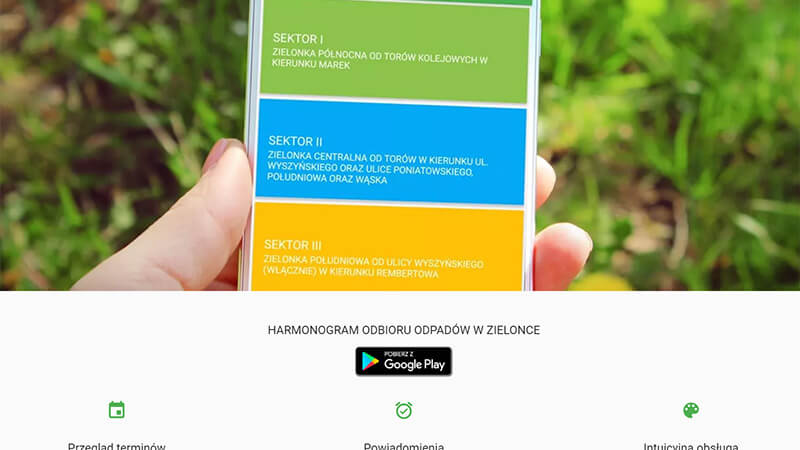 SEKTOR I
ZIELONKA PÓŁNOCNA OD TORÓW KOLEJOWYCH W
KIERUNKU MAREK
SEKTOR II
ZIELONKA CENTRALNA OD TORÓW W KIERUNKU UL.
WYSZYŃSKIEGO ORAZ ULICE PONIATOWSKIEGO,
POŁUDNIOWA ORAZ WĄSKA
SEKTOR III
ZIELONKA POŁUDNIOWA OD ULICY WYSZYŃSKIEGO
(WŁĄCZNIE) W KIERUNKU REMBERTOWA
HARMONOGRAM ODBIORU ODPADÓW W ZIELONCE
POBIERZ Z
Google Play
Przegląd terminów
Powiadomienia
Intuicyjna obsługa